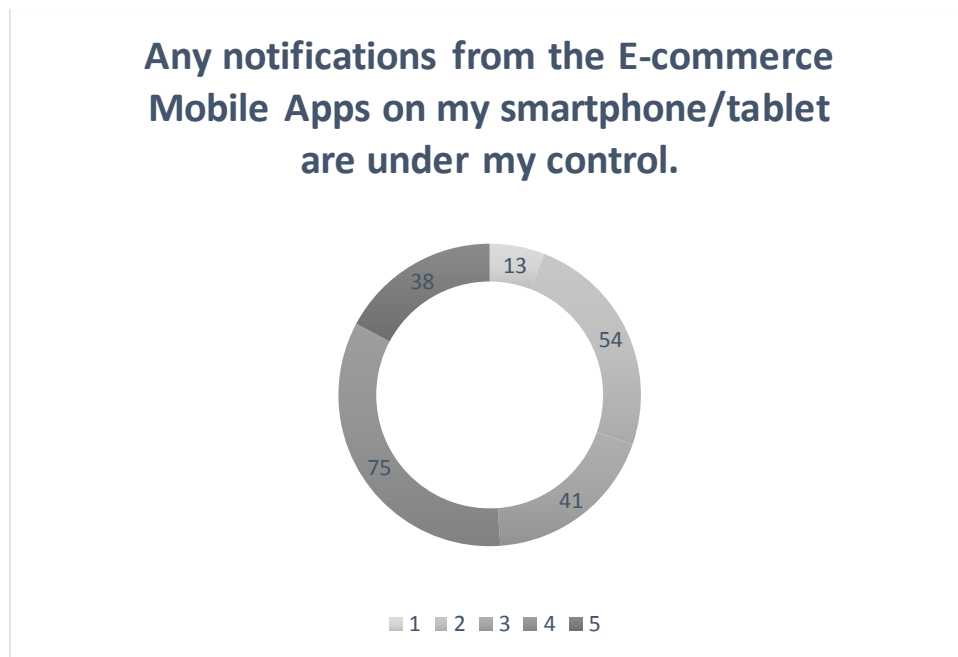 Any notifications from the E-commerce
Mobile Apps on my smartphone/tablet
are under my control.
13
38
54
75
41
1 2 3 4 5